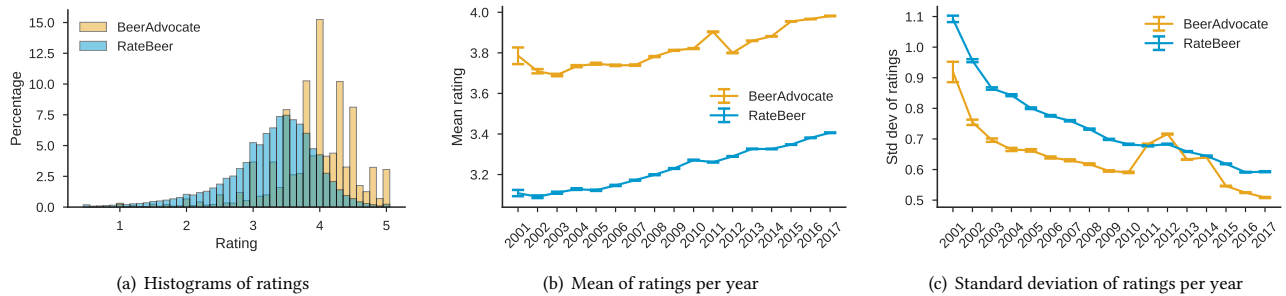 15.0
12.5
10.0
7.5
5.0
2.5
0.0
Percentage
BeerAdvocate
RateBeer
1 2 3 4 5
Rating
(a) Histograms of ratings
4.0
3.8
3.6
3.4
3.2
Mean rating
BeerAdvocate
RateBeer
2001 2002 2003 2004 2005 2006 2007 2008 2009 2010 2011 2012 2013 2014 2015 2016 2017
(b) Mean of ratings per year
1.1
1.0
0.9
0.8
0.7
0.6
0.5
Std dev of ratings
BeerAdvocate
RateBeer
2001 2002 2003 2004 2005 2006 2007 2008 2009 2010 2011 2012 2013 2014 2015 2016 2017
(c) Standard deviation of ratings per year